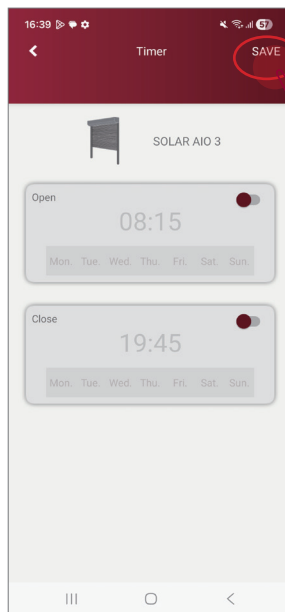 16:39 57
Timer SAVE
SOLAR AIO 3
Open
08:15
Mon. Tue. Wed. Thu. Fri. Sat. Sun.
Close
19:45
Mon. Tue. Wed. Thu. Fri. Sat. Sun.